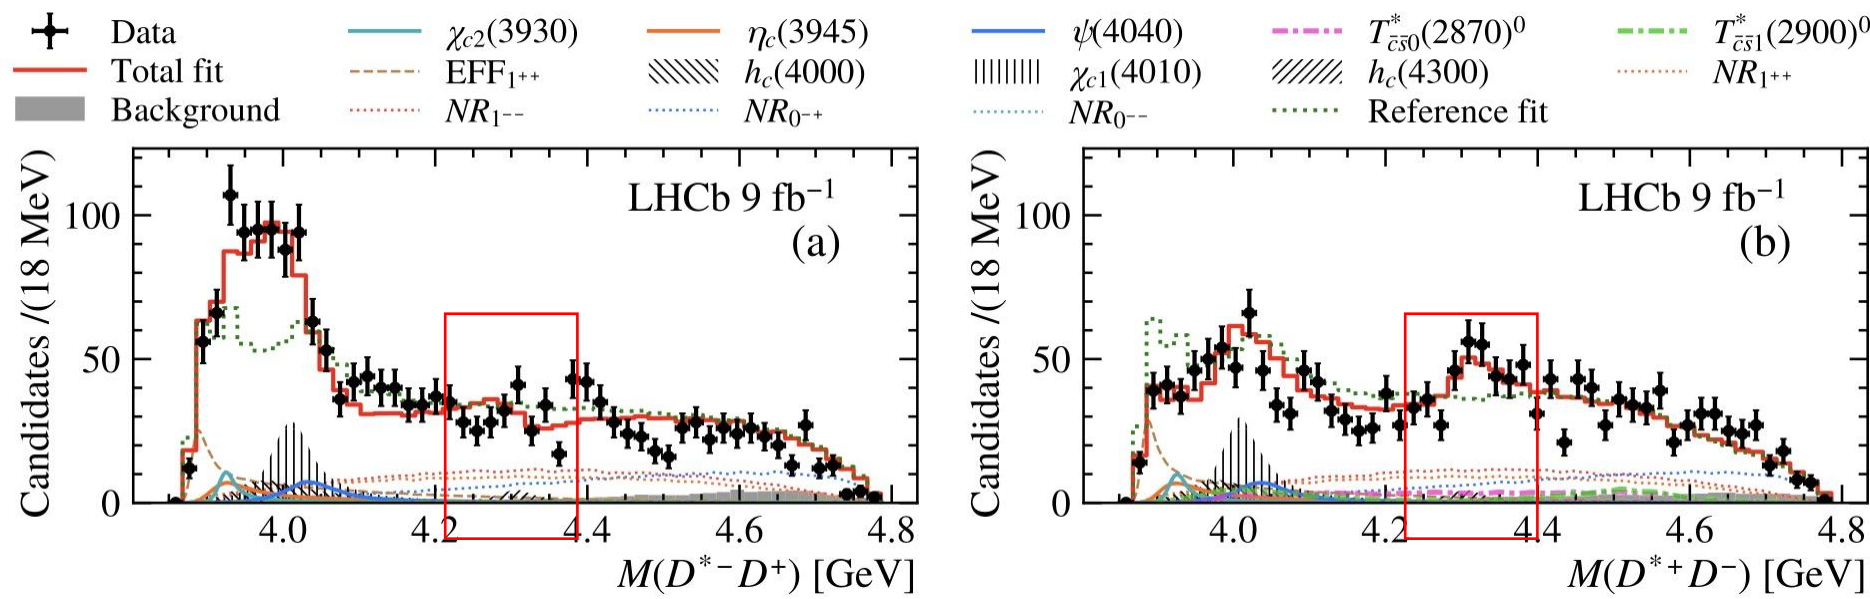 Data χc2(3930) ηc(3945) ψ(4040) T*c̄s̄0(2870)⁰ T*c̄s̄1(2900)⁰
Total fit EFF1++ hc(4000) χc1(4010) hc(4300) NR1++
Background NR1−− NR0−+ NR0−− Reference fit
Candidates /(18 MeV)
100
50
0
LHCb 9 fb⁻¹
(a)
4.0 4.2 4.4 4.6 4.8
M(D*−D+) [GeV]
Candidates /(18 MeV)
100
50
0
LHCb 9 fb⁻¹
(b)
4.0 4.2 4.4 4.6 4.8
M(D*+D−) [GeV]